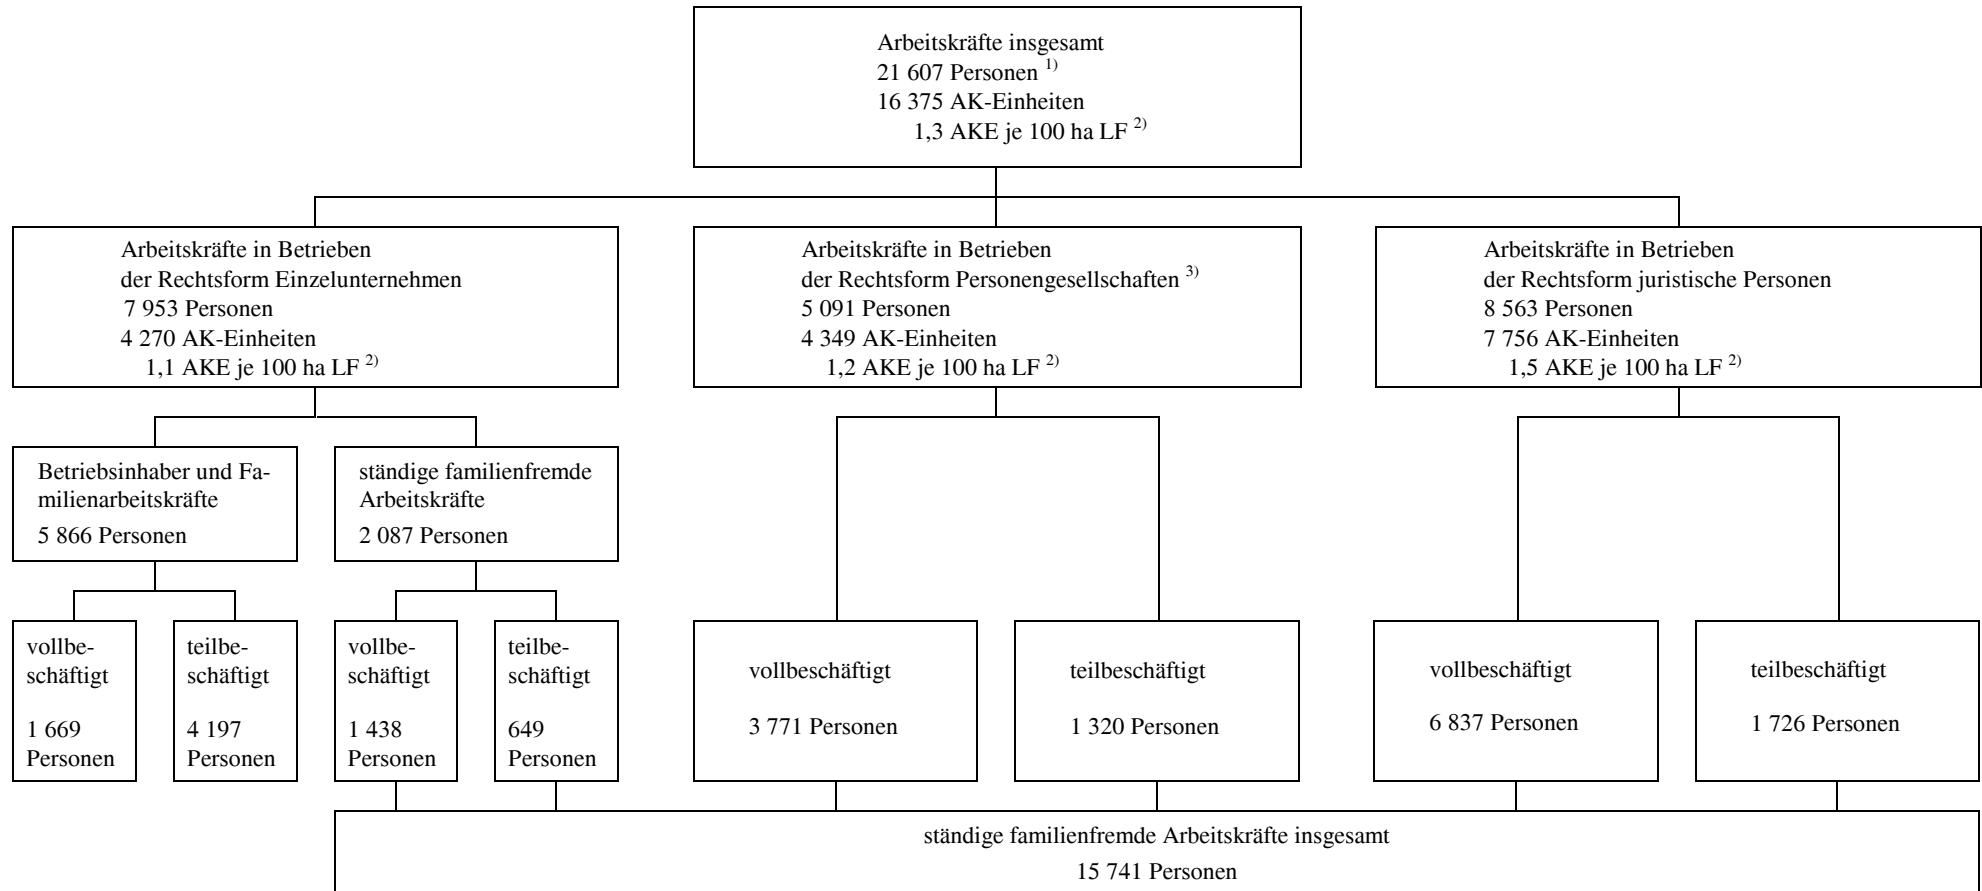 Arbeitskräfte insgesamt
21 607 Personen 1)
16 375 AK-Einheiten
1,3 AKE je 100 ha LF 2)
Arbeitskräfte in Betrieben
der Rechtsform Einzelunternehmen
7 953 Personen
4 270 AK-Einheiten
1,1 AKE je 100 ha LF 2)
Arbeitskräfte in Betrieben
der Rechtsform Personengesellschaften 3)
5 091 Personen
4 349 AK-Einheiten
1,2 AKE je 100 ha LF 2)
Arbeitskräfte in Betrieben
der Rechtsform juristische Personen
8 563 Personen
7 756 AK-Einheiten
1,5 AKE je 100 ha LF 2)
Betriebsinhaber und Fa-
milienarbeitskräfte
5 866 Personen
ständige familienfremde
Arbeitskräfte
2 087 Personen
vollbe-
schäftigt
1 669
Personen
teilbe-
schäftigt
4 197
Personen
vollbe-
schäftigt
1 438
Personen
teilbe-
schäftigt
649
Personen
vollbeschäftigt
3 771 Personen
teilbeschäftigt
1 320 Personen
vollbeschäftigt
6 837 Personen
teilbeschäftigt
1 726 Personen
ständige familienfremde Arbeitskräfte insgesamt
15 741 Personen